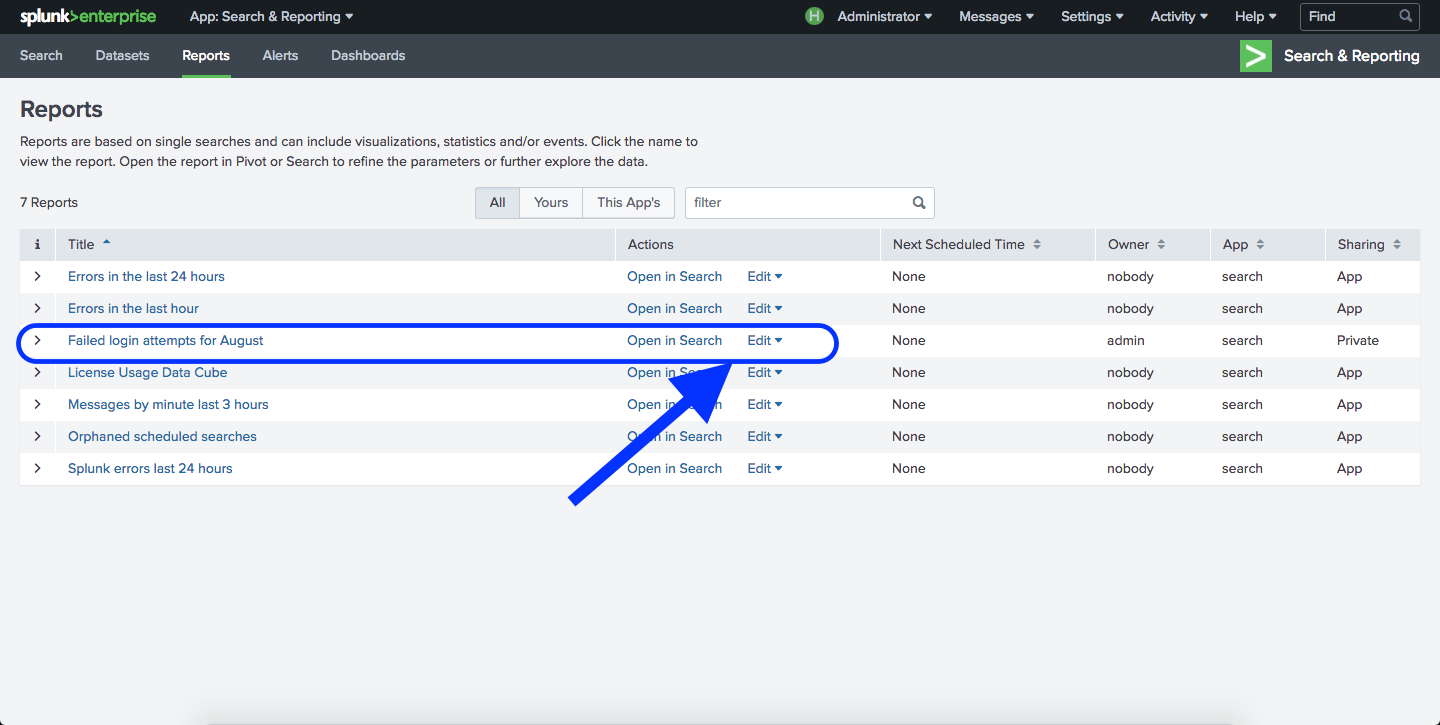 splunk>enterprise App: Search & Reporting H Administrator Messages Settings Activity Help Find
Search Datasets Reports Alerts Dashboards Search & Reporting
Reports
Reports are based on single searches and can include visualizations, statistics and/or events. Click the name to
view the report. Open the report in Pivot or Search to refine the parameters or further explore the data.
7 Reports All Yours This App's filter
i Title Actions Next Scheduled Time Owner App Sharing
Errors in the last 24 hours Open in Search Edit None nobody search App
Errors in the last hour Open in Search Edit None nobody search App
Failed login attempts for August Open in Search Edit None admin search Private
License Usage Data Cube Open in Search Edit None nobody search App
Messages by minute last 3 hours Open in Search Edit None nobody search App
Orphaned scheduled searches Open in Search Edit None nobody search App
Splunk errors last 24 hours Open in Search Edit None nobody search App